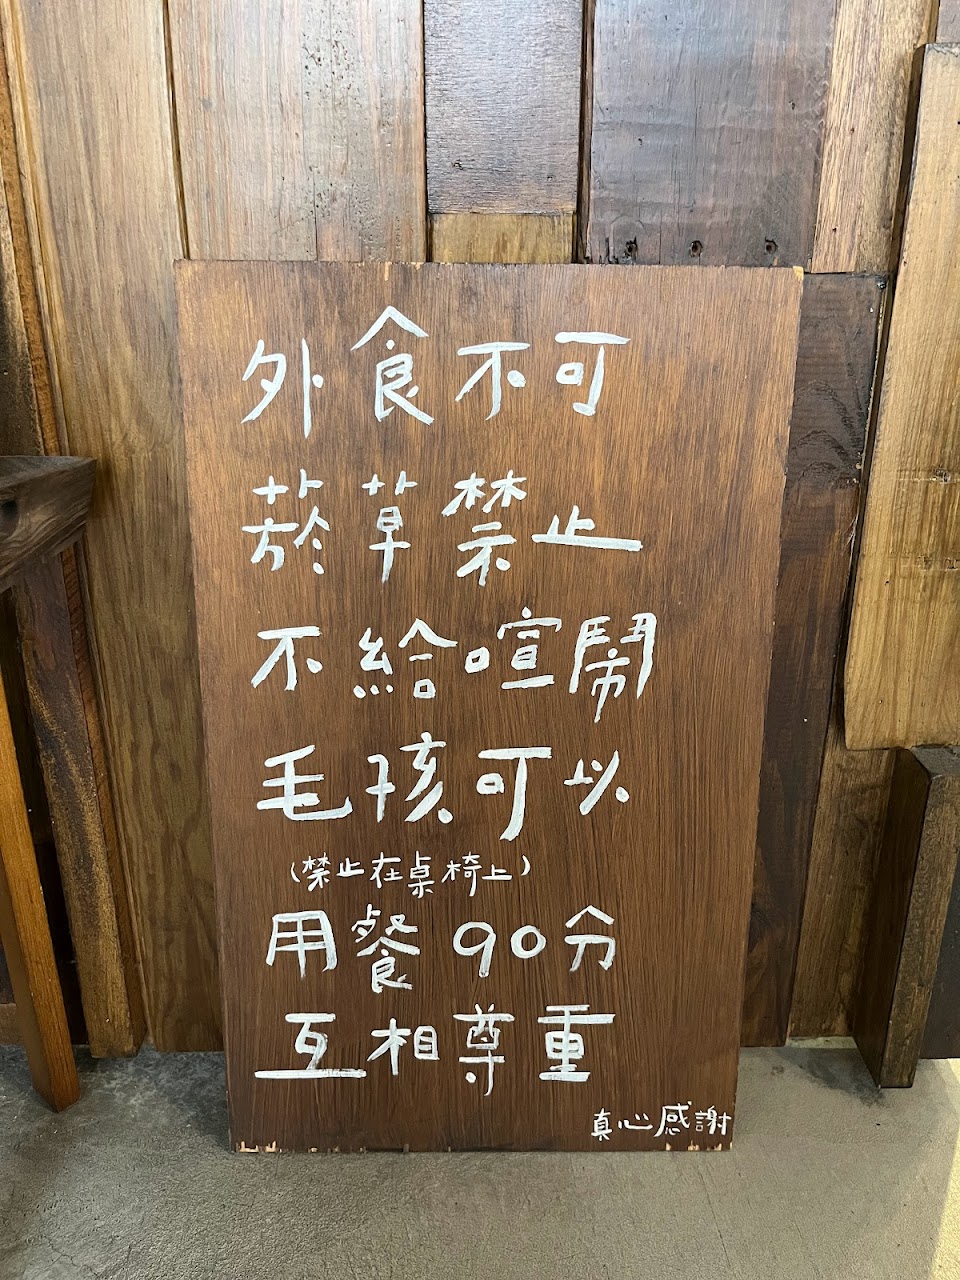 外食不可
菸草禁止
不給喧鬧
毛孩可以
（禁止在桌椅上）
用餐90分
互相尊重
真心感謝